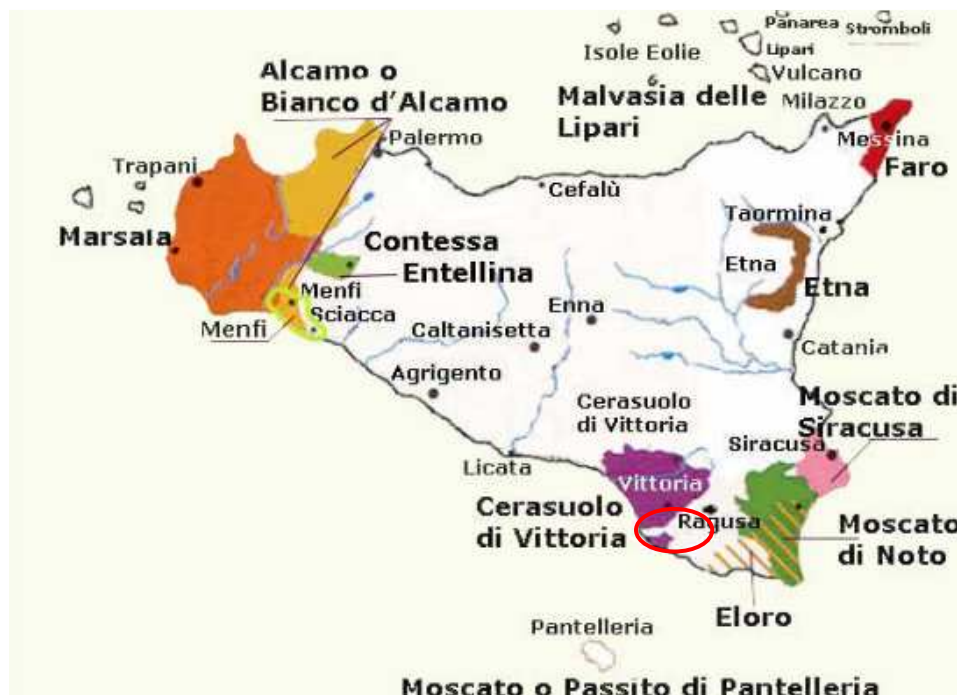 Panarea
Stromboli
Isole Eolie
Lipari
Alcamo o
Bianco d'Alcamo
Vulcano
Malvasia delle
Lipari
Milazzo
Palermo
Messina
Trapani
Faro
Cefalù
Taormina
Marsala
Contessa
Entellina
Etna
Etna
Menfi
Sciacca
Menfi
Enna
Caltanisetta
Catania
Agrigento
Moscato di
Siracusa
Cerasuolo
di Vittoria
Siracusa
Licata
Vittoria
Cerasuolo
di Vittoria
Ragusa
Moscato
di Noto
Eloro
Pantelleria
Moscato o Passito di Pantelleria